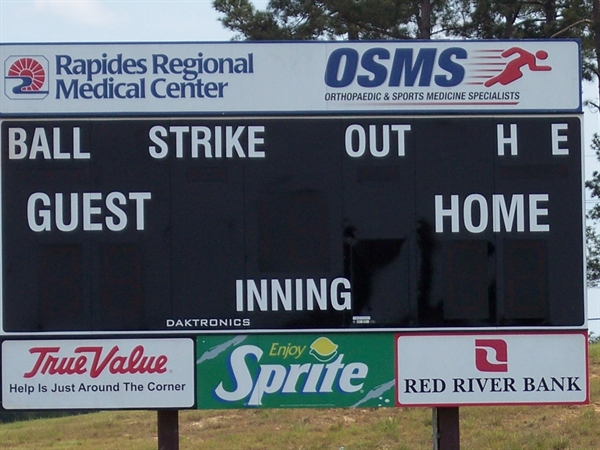 Rapides Regional
Medical Center
OSMS
ORTHOPAEDIC & SPORTS MEDICINE SPECIALISTS
BALL STRIKE OUT H E
GUEST HOME
INNING
DAKTRONICS
True Value.
Help Is Just Around The Corner
Enjoy
Sprite
RED RIVER BANK